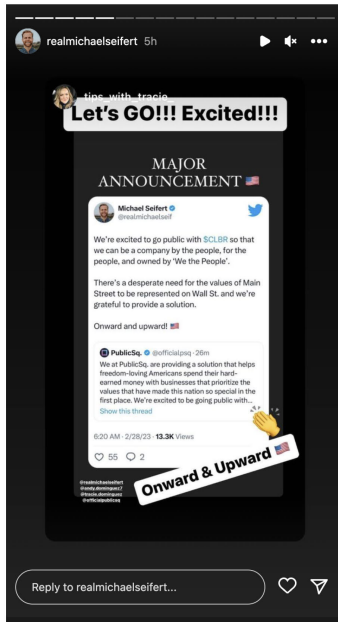 realmichaelseifert 5h
tips_with_tracie_
Let's GO!!! Excited!!!
MAJOR
ANNOUNCEMENT 🇺🇸
Michael Seifert
@realmichaelseif
We're excited to go public with $CLBR so that
we can be a company by the people, for the
people, and owned by 'We the People'.
There's a desperate need for the values of Main
Street to be represented on Wall St. and we're
grateful to provide a solution.
Onward and upward! 🇺🇸
PublicSq. @officialpsq · 26m
We at PublicSq. are providing a solution that helps
freedom-loving Americans spend their hard-
earned money with businesses that prioritize the
values that have made this nation so special in the
first place. We're excited to be going public with...
Show this thread
6:20 AM · 2/28/23 · 13.3K Views
55 2
Onward & Upward 🇺🇸
@realmichaelseifert
@andy.dominguez7
@tracie.dominguez
@officialpublicsq
Reply to realmichaelseifert...